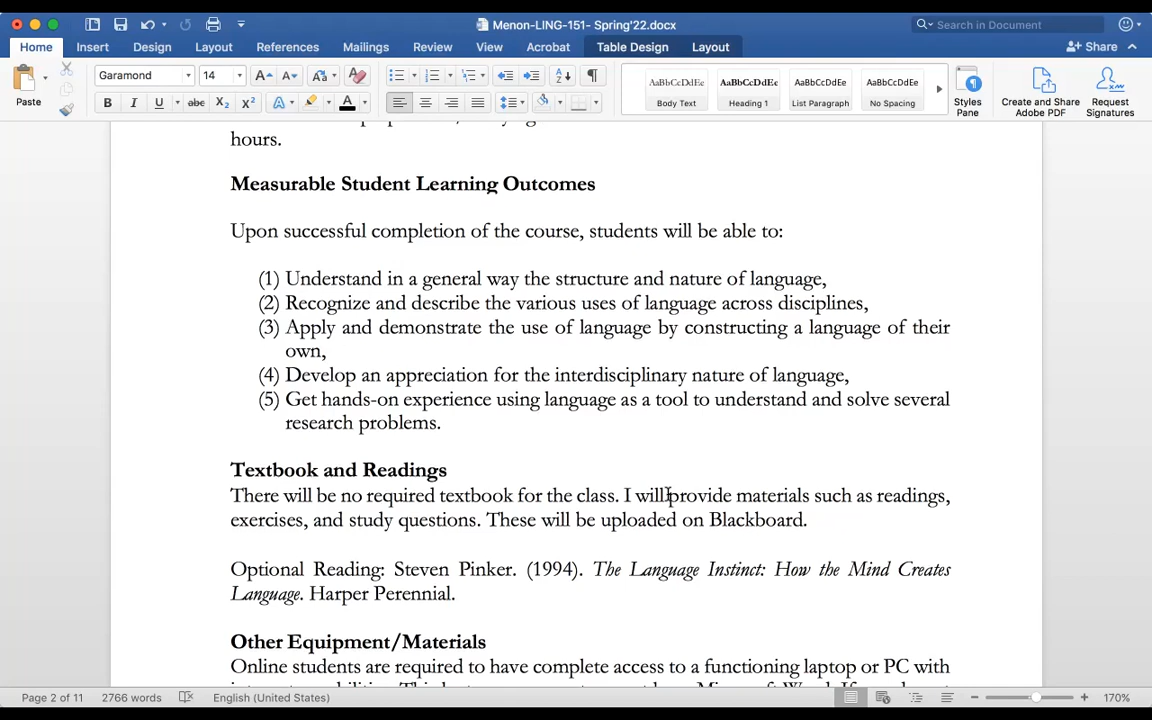 Menon-LING-151- Spring'22.docx
Search in Document
Home Insert Design Layout References Mailings Review View Acrobat Table Design Layout
Share
Paste
Garamond 14
AaBbCcDdEe AaBbCcDdEc AaBbCcDdEe AaBbCcDdEe
Body Text Heading 1 List Paragraph No Spacing
Styles Pane
Create and Share Adobe PDF
Request Signatures
hours.
Measurable Student Learning Outcomes
Upon successful completion of the course, students will be able to:
(1) Understand in a general way the structure and nature of language,
(2) Recognize and describe the various uses of language across disciplines,
(3) Apply and demonstrate the use of language by constructing a language of their
own,
(4) Develop an appreciation for the interdisciplinary nature of language,
(5) Get hands-on experience using language as a tool to understand and solve several
research problems.
Textbook and Readings
There will be no required textbook for the class. I will provide materials such as readings,
exercises, and study questions. These will be uploaded on Blackboard.
Optional Reading: Steven Pinker. (1994). The Language Instinct: How the Mind Creates
Language. Harper Perennial.
Other Equipment/Materials
Online students are required to have complete access to a functioning laptop or PC with
Page 2 of 11 2766 words English (United States) 170%